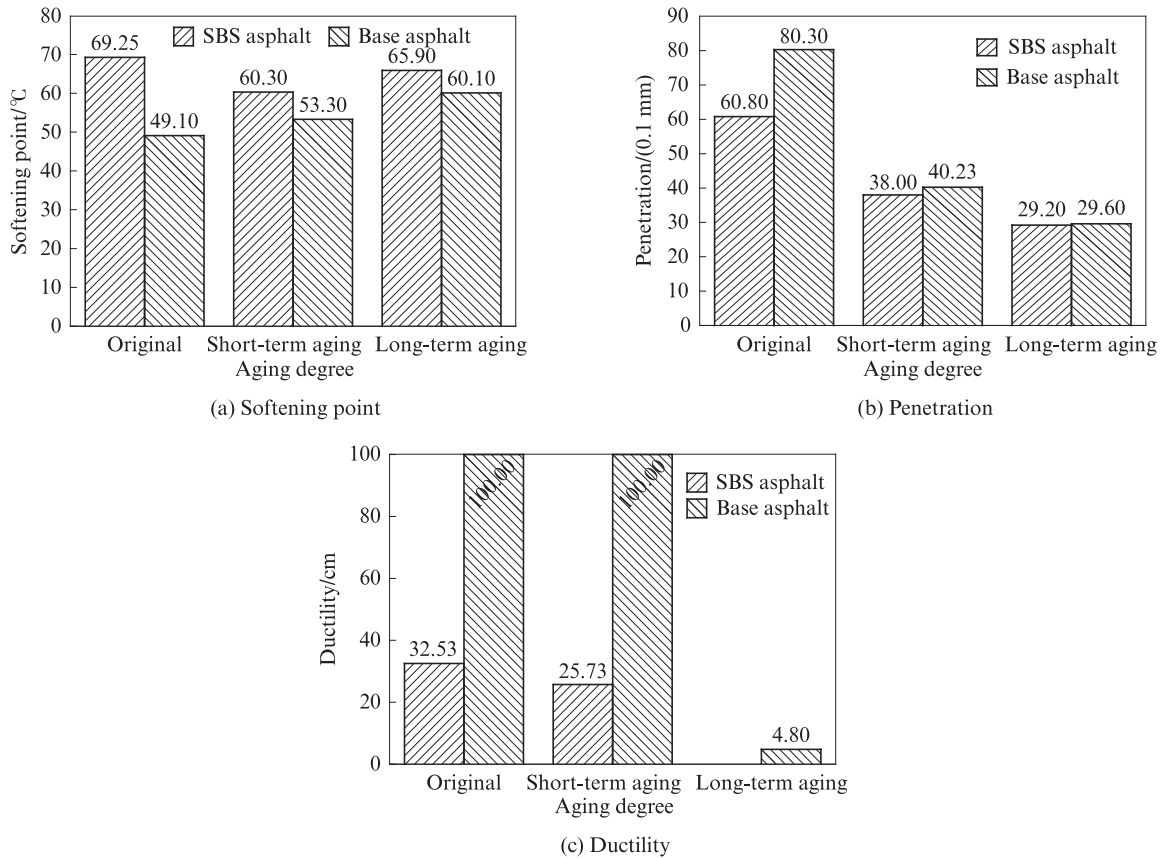 80
70
60
50
40
30
20
10
0
Softening point/℃
SBS asphalt
Base asphalt
69.25
49.10
60.30
53.30
65.90
60.10
Original
Short-term aging
Long-term aging
Aging degree
(a) Softening point
90
80
70
60
50
40
30
20
10
0
Penetration/(0.1 mm)
SBS asphalt
Base asphalt
60.80
80.30
38.00
40.23
29.20
29.60
Original
Short-term aging
Long-term aging
Aging degree
(b) Penetration
100
80
60
40
20
0
Ductility/cm
SBS asphalt
Base asphalt
32.53
100.00
25.73
100.00
4.80
Original
Short-term aging
Long-term aging
Aging degree
(c) Ductility